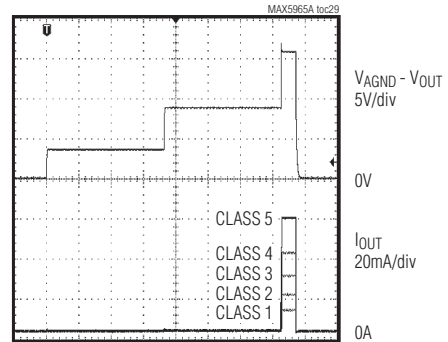 MAX5965A toc29
T
VAGND - VOUT
5V/div
0V
CLASS 5
CLASS 4
CLASS 3
CLASS 2
CLASS 1
IOUT
20mA/div
0A